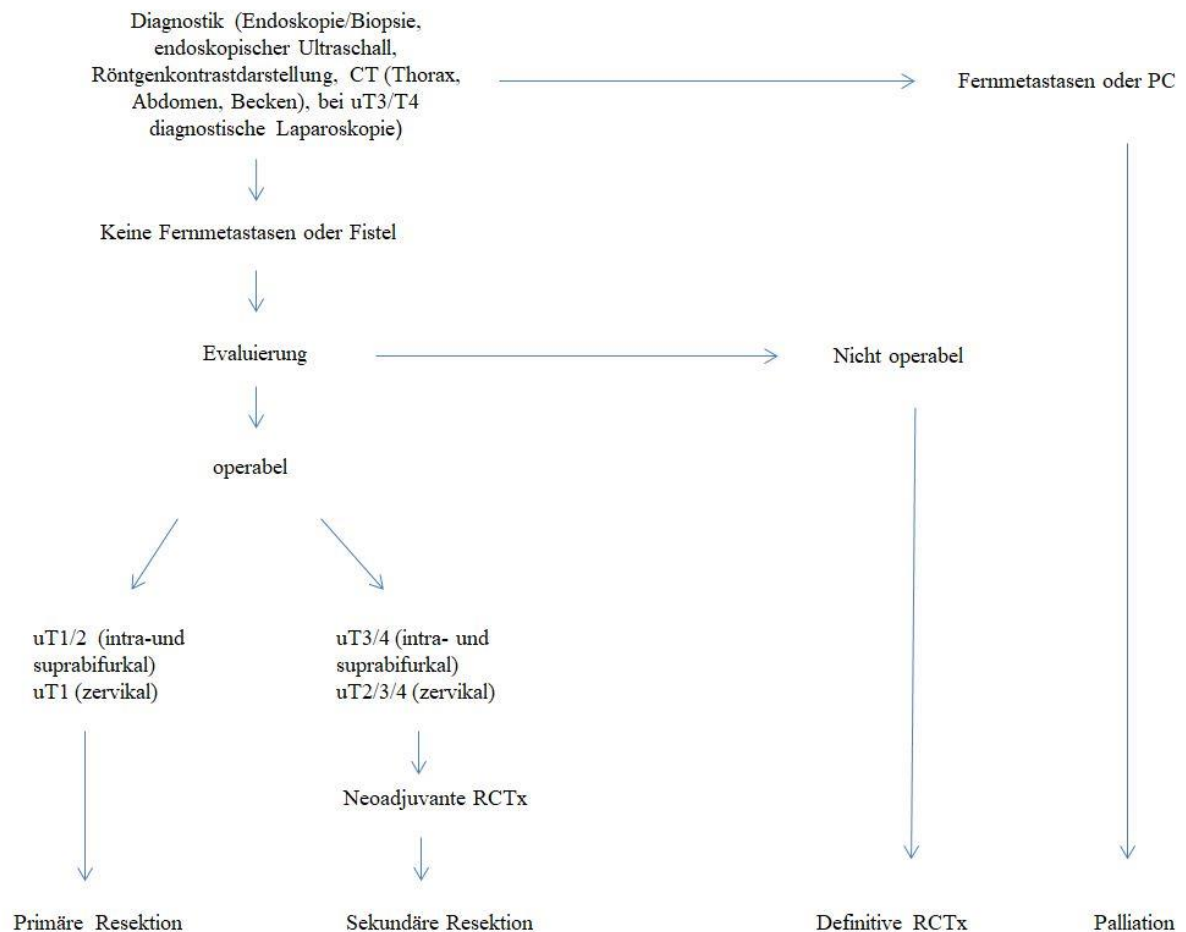 Diagnostik (Endoskopie/Biopsie,
endoskopischer Ultraschall,
Röntgenkontrastdarstellung, CT (Thorax,
Abdomen, Becken), bei uT3/T4
diagnostische Laparoskopie)
Fernmetastasen oder PC
Keine Fernmetastasen oder Fistel
Evaluierung
Nicht operabel
operabel
uT1/2 (intra-und
suprabifurkal)
uT1 (zervikal)
uT3/4 (intra- und
suprabifurkal)
uT2/3/4 (zervikal)
Neoadjuvante RCTx
Primäre Resektion
Sekundäre Resektion
Definitive RCTx
Palliation